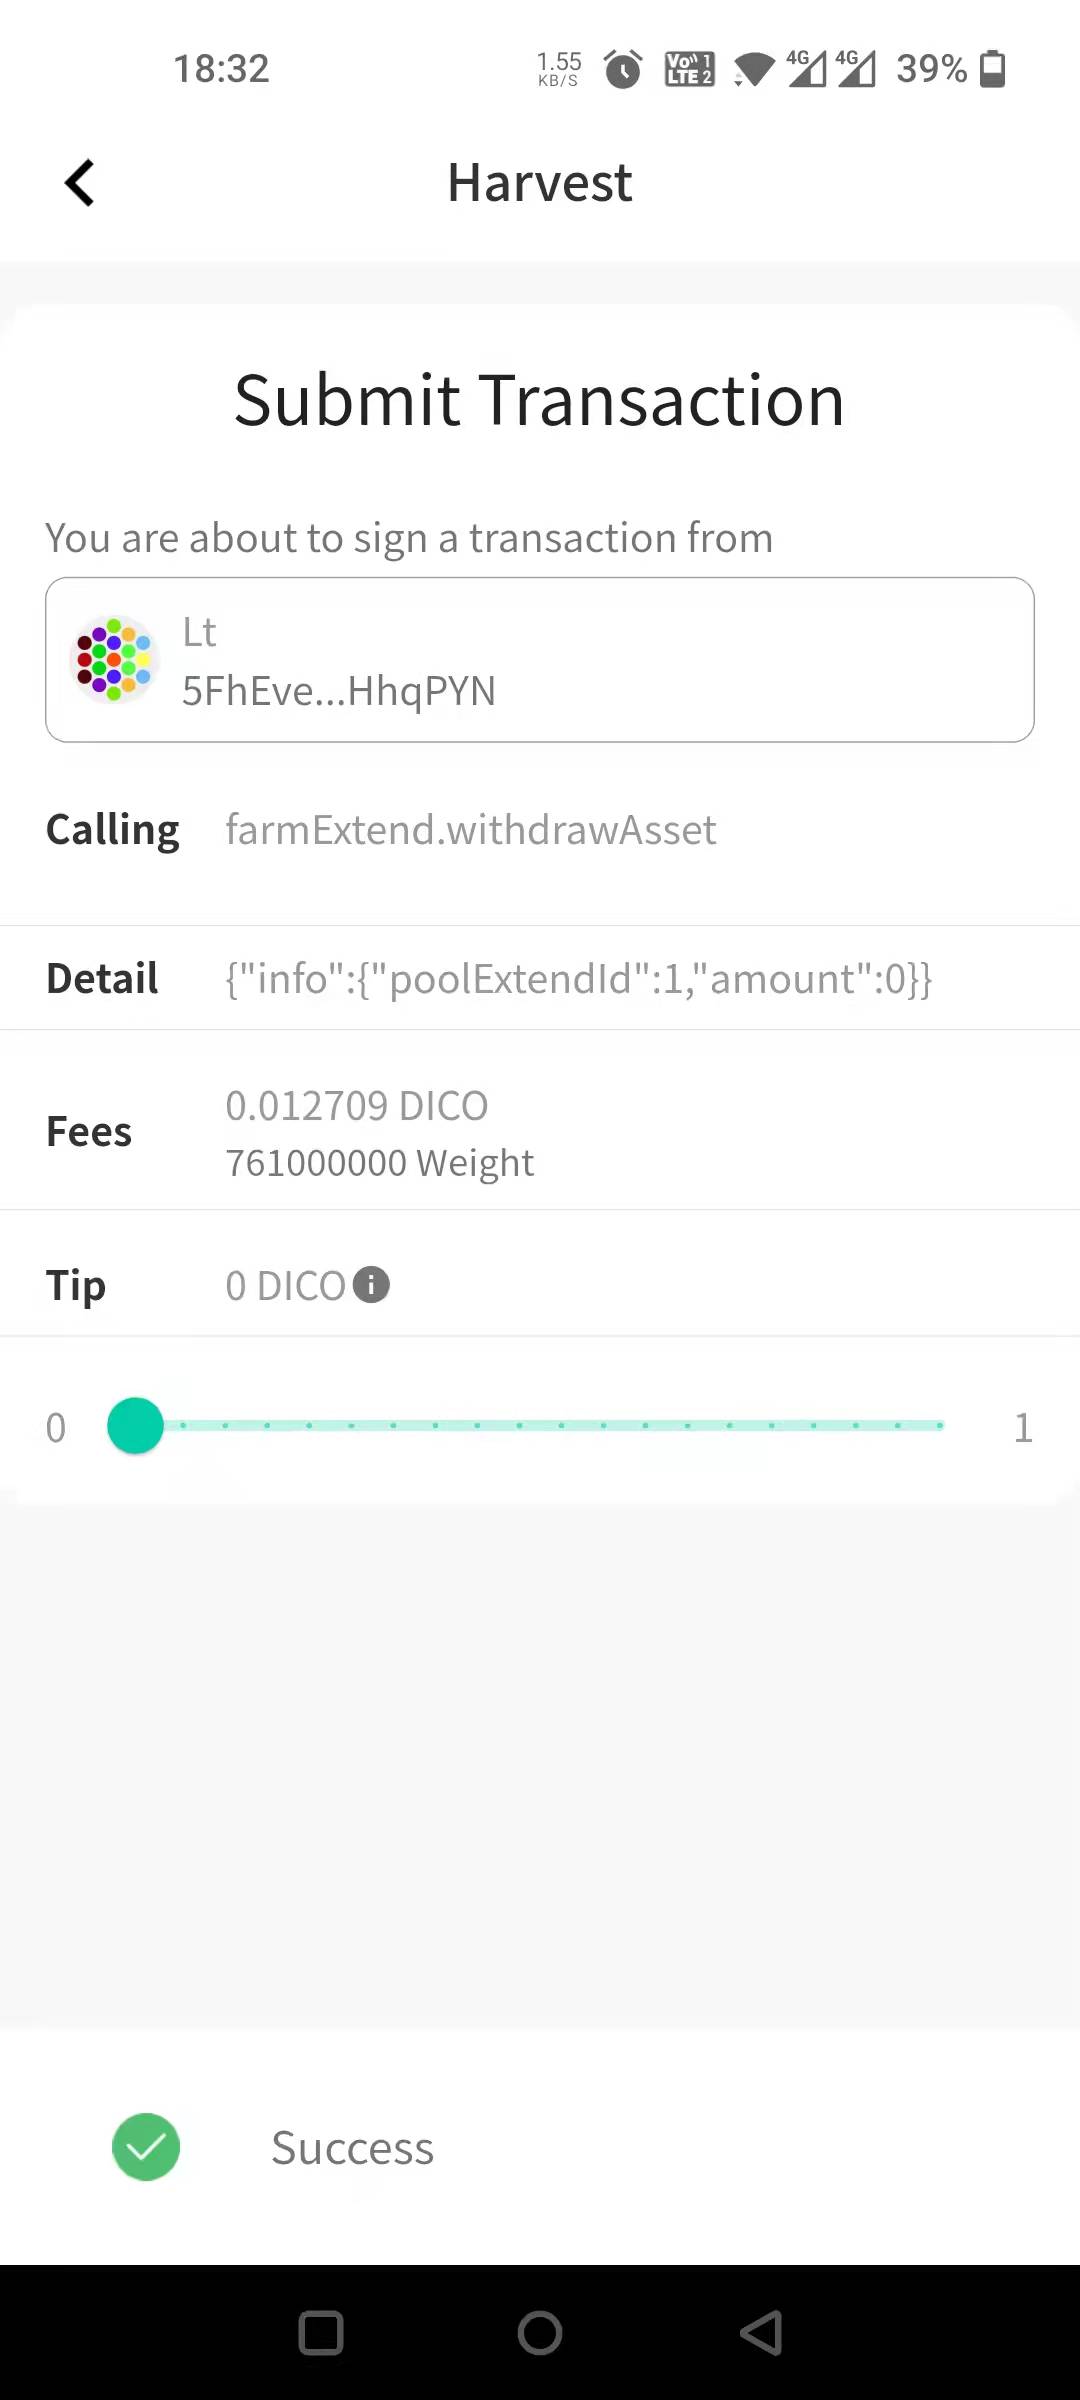 18:32 1.55 KB/S Vo)) 1 LTE 2 4G 4G 39%
Harvest
Submit Transaction
You are about to sign a transaction from
Lt
5FhEve...HhqPYN
Calling farmExtend.withdrawAsset
Detail {"info":{"poolExtendId":1,"amount":0}}
Fees 0.012709 DICO
761000000 Weight
Tip 0 DICO i
0 1
Success